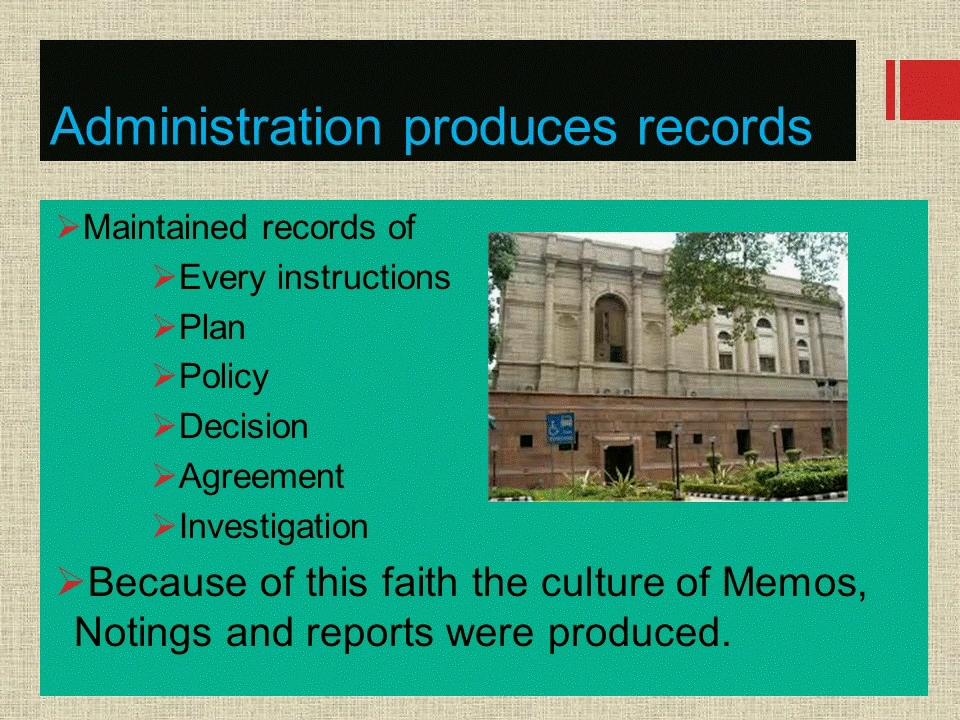 Administration produces records
Maintained records of
Every instructions
Plan
Policy
Decision
Agreement
Investigation
Because of this faith the culture of Memos,
Notings and reports were produced.